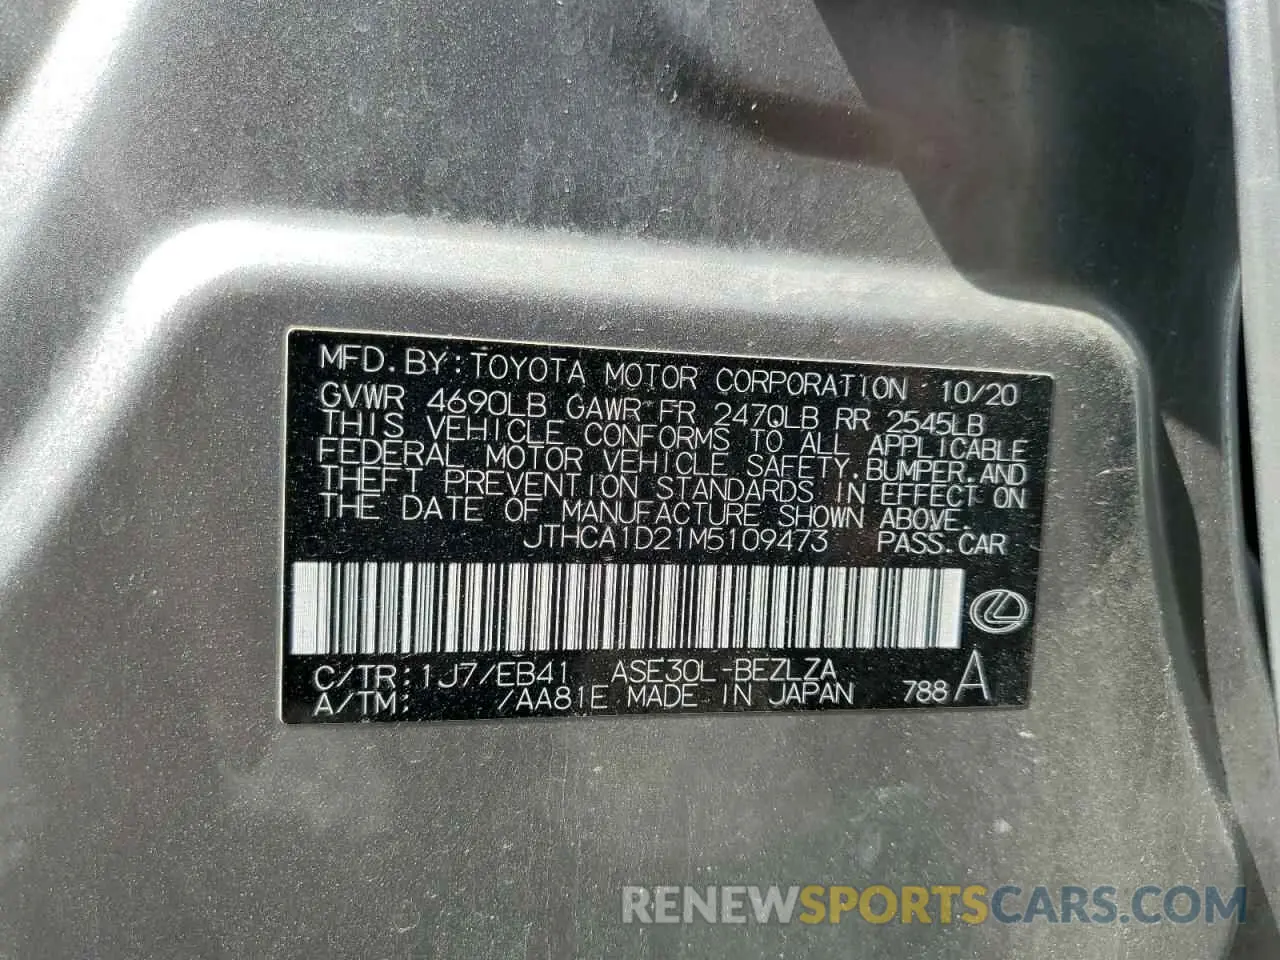 MFD. BY: TOYOTA MOTOR CORPORATION 10/20
GVWR 4690LB GAWR FR 2470LB RR 2545LB
THIS VEHICLE CONFORMS TO ALL APPLICABLE
FEDERAL MOTOR VEHICLE SAFETY, BUMPER, AND
THEFT PREVENTION STANDARDS IN EFFECT ON
THE DATE OF MANUFACTURE SHOWN ABOVE.
JTHCA1D21M5109473 PASS. CAR
C/TR: 1J7/EB41 ASE30L-BEZLZA A
A/TM: /AA81E MADE IN JAPAN 788
RENEWSPORTSCARS.COM